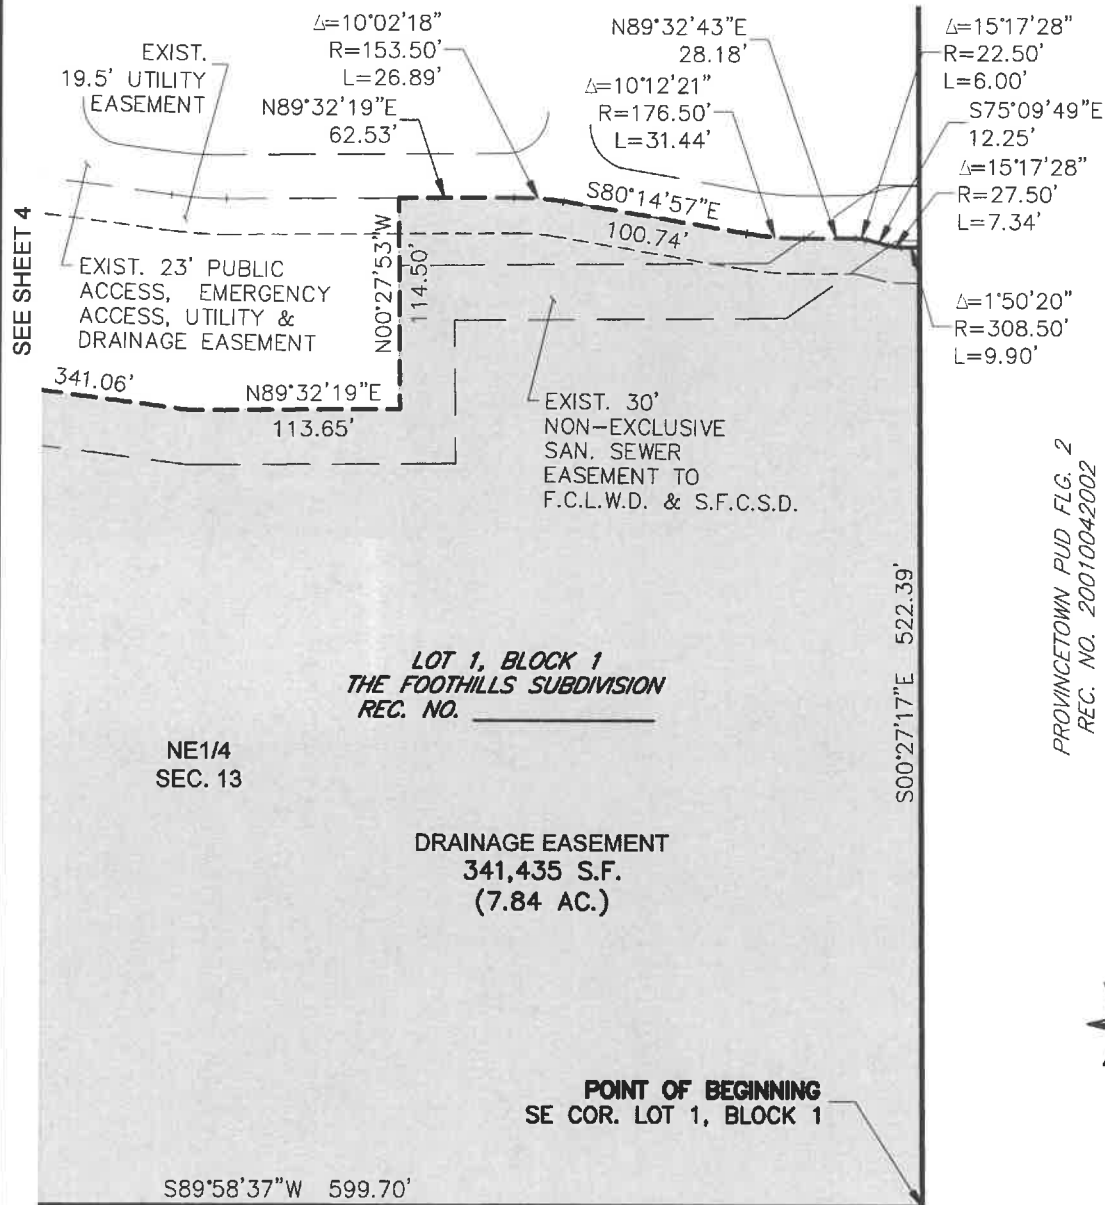 EXIST.
19.5' UTILITY
EASEMENT
Δ=10°02'18"
R=153.50'
L=26.89'
N89°32'19"E
62.53'
N89°32'43"E
28.18'
Δ=10°12'21"
R=176.50'
L=31.44'
Δ=15°17'28"
R=22.50'
L=6.00'
S75°09'49"E
12.25'
Δ=15°17'28"
R=27.50'
L=7.34'
S80°14'57"E
100.74'
SEE SHEET 4
EXIST. 23' PUBLIC
ACCESS, EMERGENCY
ACCESS, UTILITY &
DRAINAGE EASEMENT
N00°27'53"W
114.50'
Δ=1°50'20"
R=308.50'
L=9.90'
341.06'
N89°32'19"E
113.65'
EXIST. 30'
NON-EXCLUSIVE
SAN. SEWER
EASEMENT TO
F.C.L.W.D. & S.F.C.S.D.
PROVINCETOWN PUD FLG. 2
REC. NO. 20010042002
S00°27'17"E 522.39'
LOT 1, BLOCK 1
THE FOOTHILLS SUBDIVISION
REC. NO.
NE1/4
SEC. 13
DRAINAGE EASEMENT
341,435 S.F.
(7.84 AC.)
POINT OF BEGINNING
SE COR. LOT 1, BLOCK 1
S89°58'37"W 599.70'